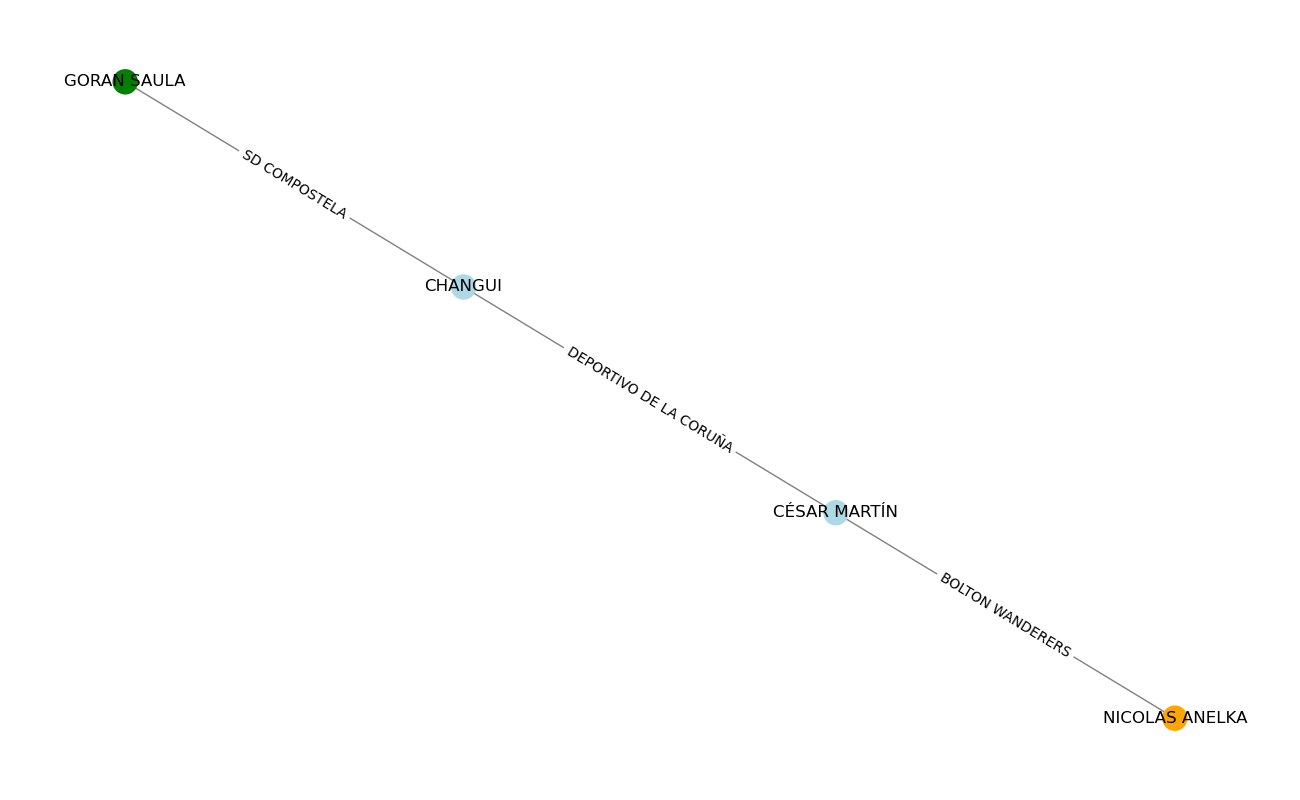 GORAN SAULA
SD COMPOSTELA
CHANGUI
DEPORTIVO DE LA CORUÑA
CÉSAR MARTÍN
BOLTON WANDERERS
NICOLAS ANELKA